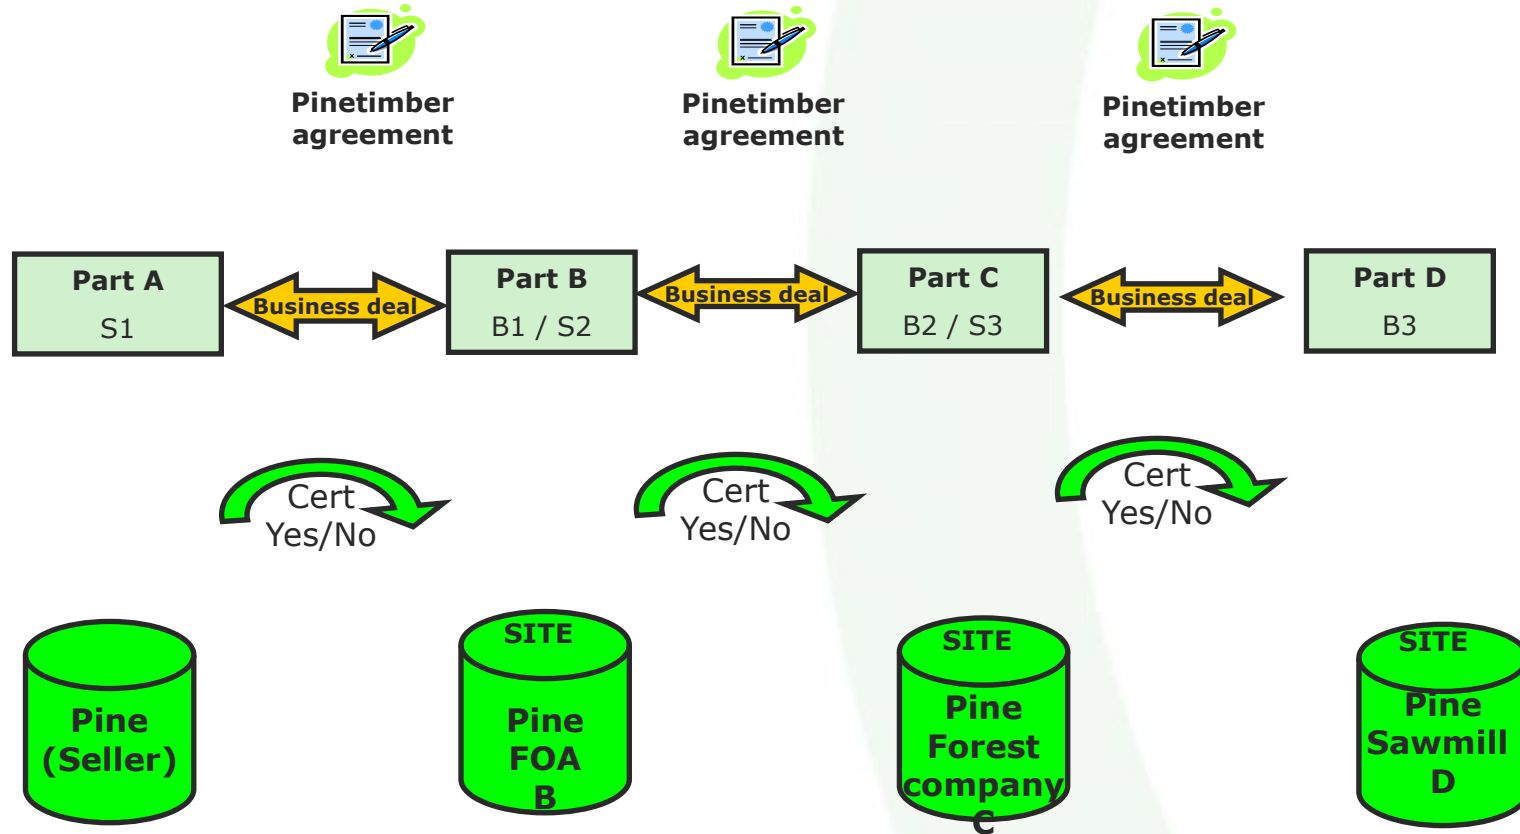 Pinetimber
agreement
Pinetimber
agreement
Pinetimber
agreement
Part A
S1
Business deal
Part B
B1 / S2
Business deal
Part C
B2 / S3
Business deal
Part D
B3
Cert
Yes/No
Cert
Yes/No
Cert
Yes/No
Pine
(Seller)
SITE
Pine
FOA
B
SITE
Pine
Forest
company
C
SITE
Pine
Sawmill
D